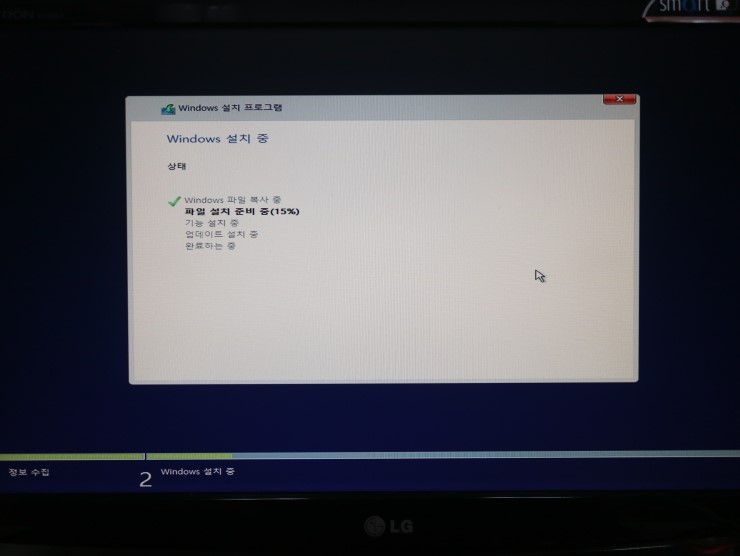 smart
Windows 설치 프로그램
Windows 설치 중
상태
Windows 파일 복사 중
파일 설치 준비 중(15%)
기능 설치 중
업데이트 설치 중
완료하는 중
정보 수집
2 Windows 설치 중
LG